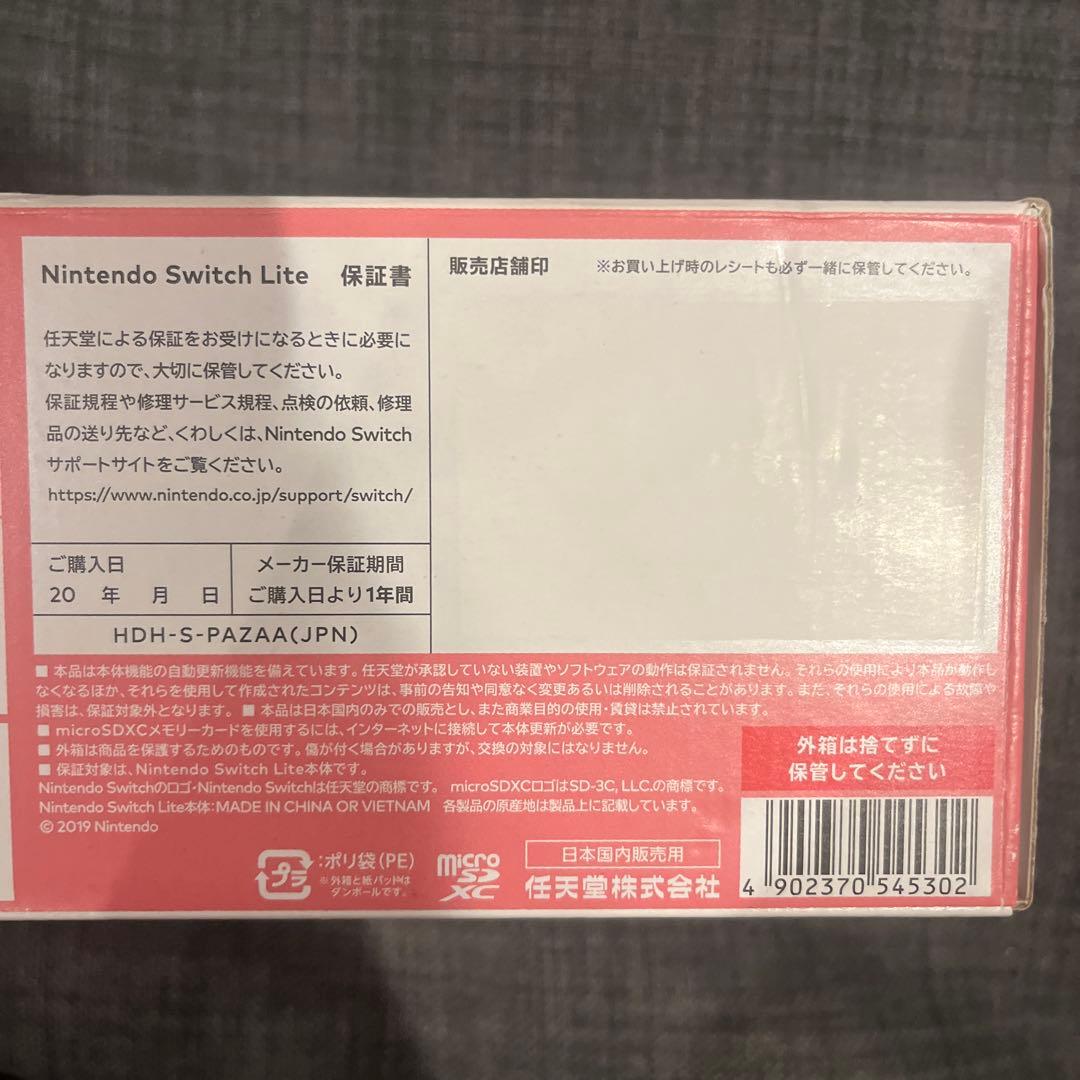 Nintendo Switch Lite 保証書
任天堂による保証をお受けになるときに必要に
なりますので、大切に保管してください。
保証規程や修理サービス規程、点検の依頼、修理
品の送り先など、くわしくは、Nintendo Switch
サポートサイトをご覧ください。
https://www.nintendo.co.jp/support/switch/
ご購入日
20 年 月 日
メーカー保証期間
ご購入日より1年間
HDH-S-PAZAA(JPN)
販売店舗印 ※お買い上げ時のレシートも必ず一緒に保管してください。
■ 本品は本体機能の自動更新機能を備えています。任天堂が承認していない装置やソフトウェアの動作は保証されません。それらの使用により本品が動作し
なくなるほか、それらを使用して作成されたコンテンツは、事前の告知や同意なく変更あるいは削除されることがあります。また、それらの使用による故障や
損害は、保証対象外となります。 ■ 本品は日本国内のみでの販売とし、また商業目的の使用・賃貸は禁止されています。
■ microSDXCメモリーカードを使用するには、インターネットに接続して本体更新が必要です。
■ 外箱は商品を保護するためのものです。傷が付く場合がありますが、交換の対象にはなりません。
■ 保証対象は、Nintendo Switch Lite本体です。
Nintendo Switchのロゴ・Nintendo Switchは任天堂の商標です。 microSDXCロゴはSD-3C, LLC.の商標です。
Nintendo Switch Lite本体：MADE IN CHINA OR VIETNAM 各製品の原産地は製品上に記載しています。
© 2019 Nintendo
外箱は捨てずに
保管してください
プラ
：ポリ袋（PE）
※外箱と紙パッドは
ダンボールです。
micro
SD
XC
日本国内販売用
任天堂株式会社
4 902370 545302